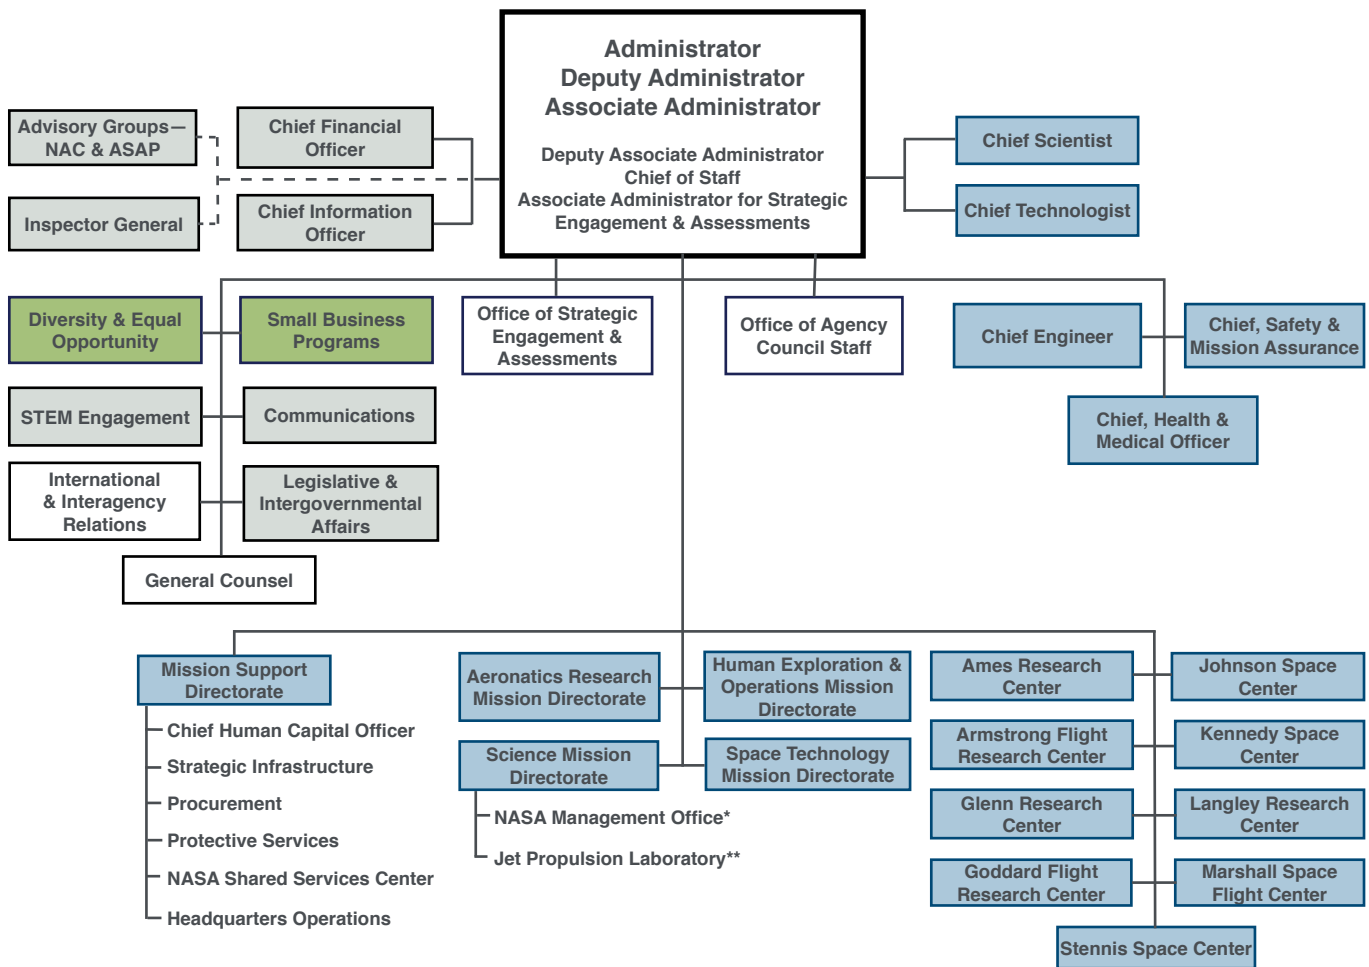 Administrator
Deputy Administrator
Associate Administrator
Deputy Associate Administrator
Chief of Staff
Associate Administrator for Strategic
Engagement & Assessments
Advisory Groups—
NAC & ASAP
Chief Financial
Officer
Inspector General
Chief Information
Officer
Chief Scientist
Chief Technologist
Diversity & Equal
Opportunity
Small Business
Programs
Office of Strategic
Engagement &
Assessments
Office of Agency
Council Staff
Chief Engineer
Chief, Safety &
Mission Assurance
STEM Engagement
Communications
Chief, Health &
Medical Officer
International
& Interagency
Relations
Legislative &
Intergovernmental
Affairs
General Counsel
Mission Support
Directorate
Chief Human Capital Officer
Strategic Infrastructure
Procurement
Protective Services
NASA Shared Services Center
Headquarters Operations
Aeronatics Research
Mission Directorate
Human Exploration &
Operations Mission
Directorate
Science Mission
Directorate
Space Technology
Mission Directorate
NASA Management Office*
Jet Propulsion Laboratory**
Ames Research
Center
Johnson Space
Center
Armstrong Flight
Research Center
Kennedy Space
Center
Glenn Research
Center
Langley Research
Center
Goddard Flight
Research Center
Marshall Space
Flight Center
Stennis Space Center